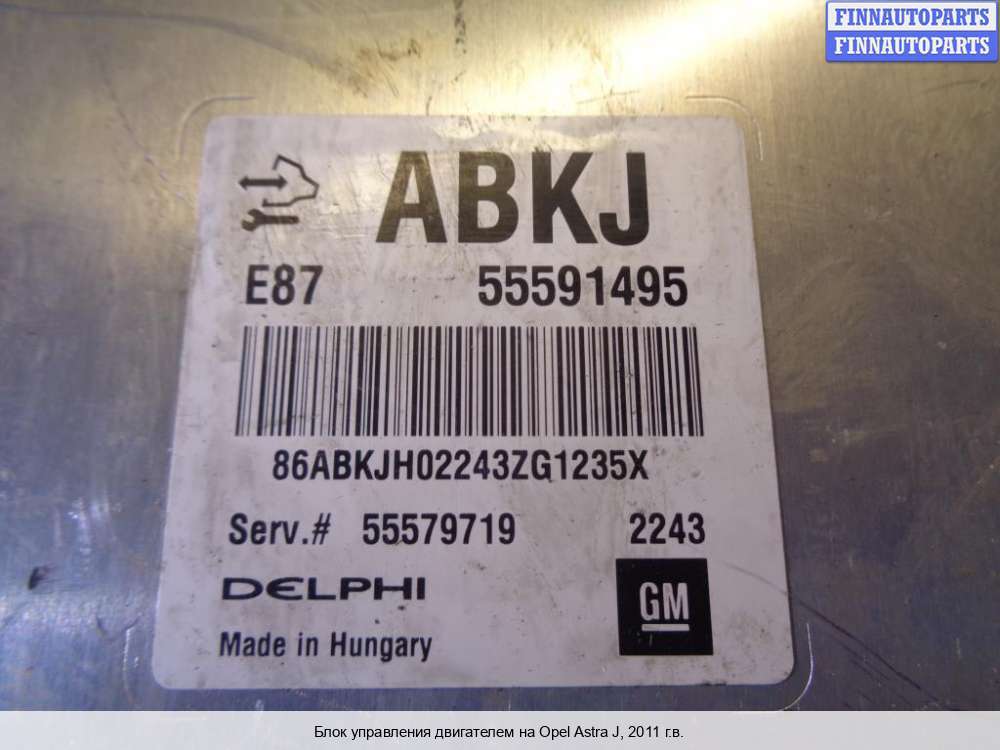 FINNAUTOPARTS
FINNAUTOPARTS
ABKJ
E87 55591495
86ABKJH02243ZG1235X
Serv.# 55579719 2243
DELPHI GM
Made in Hungary
Блок управления двигателем на Opel Astra J, 2011 г.в.